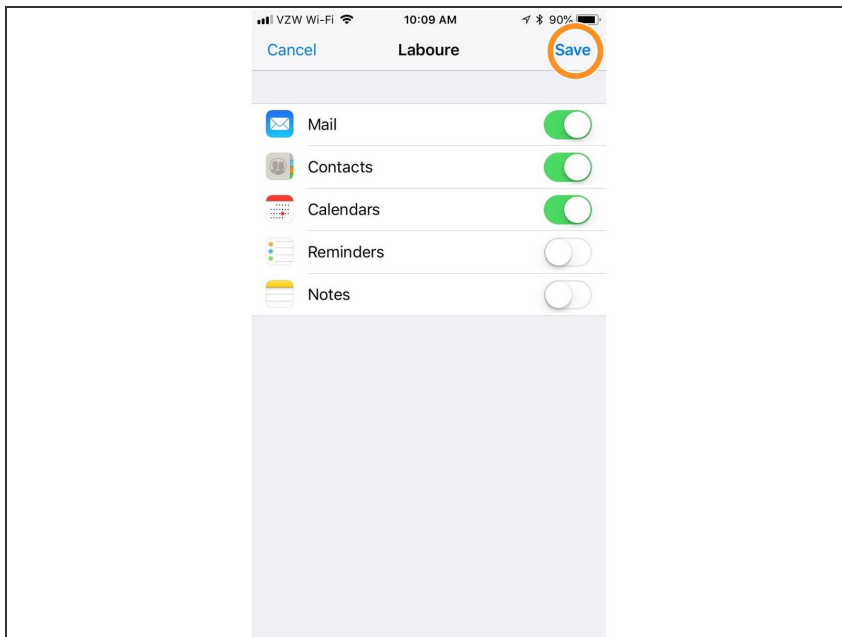 VZW Wi-Fi 10:09 AM 90%
Cancel Laboure Save
Mail
Contacts
Calendars
Reminders
Notes